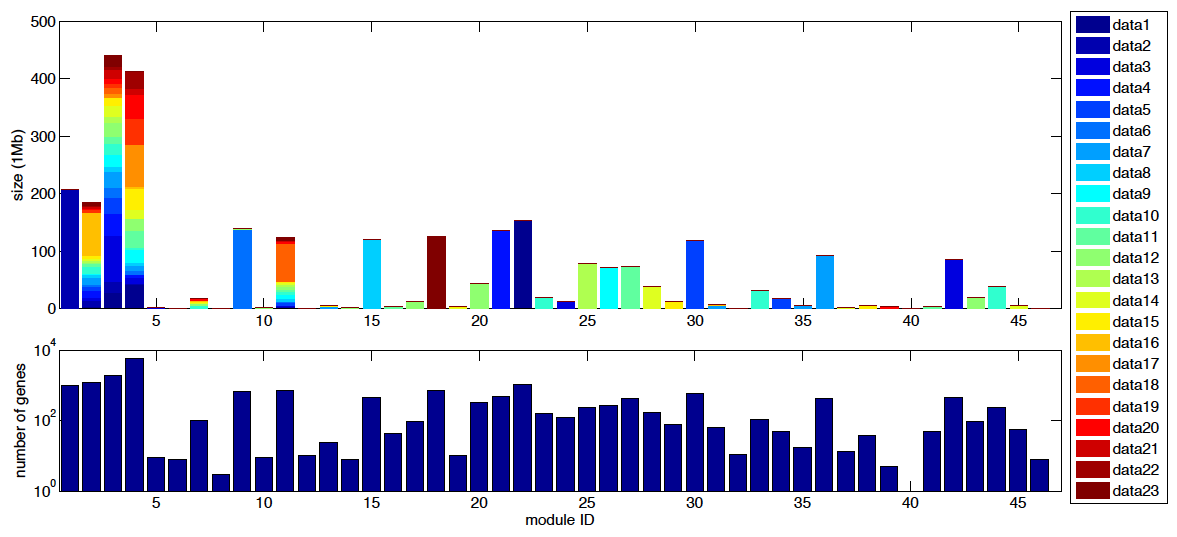 500
400
300
200
100
0
size (1Mb)
5 10 15 20 25 30 35 40 45
10^4
10^2
10^0
number of genes
5 10 15 20 25 30 35 40 45
module ID
data1
data2
data3
data4
data5
data6
data7
data8
data9
data10
data11
data12
data13
data14
data15
data16
data17
data18
data19
data20
data21
data22
data23